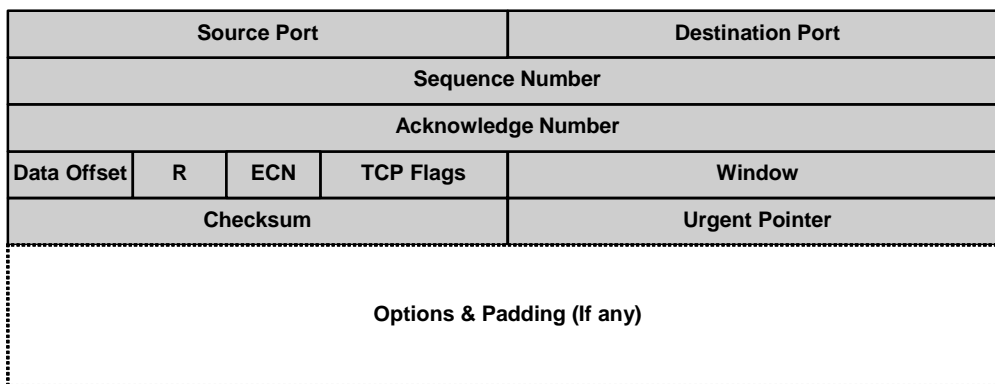 Source Port Destination Port
Sequence Number
Acknowledge Number
Data Offset R ECN TCP Flags Window
Checksum Urgent Pointer
Options & Padding (If any)